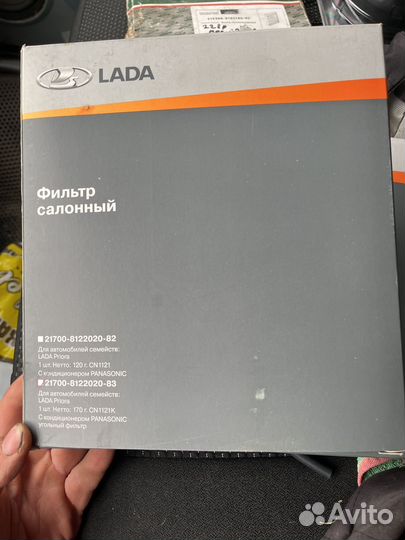 LADA
Фильтр
салонный
21700-8122020-82
Для автомобилей семейств:
LADA Priora
1 шт. Нетто: 120 г. CN1121
С кондиционером PANASONIC
21700-8122020-83
Для автомобилей семейств:
LADA Priora
1 шт. Нетто: 170 г. CN1121K
С кондиционером PANASONIC
угольный фильтр
Avito